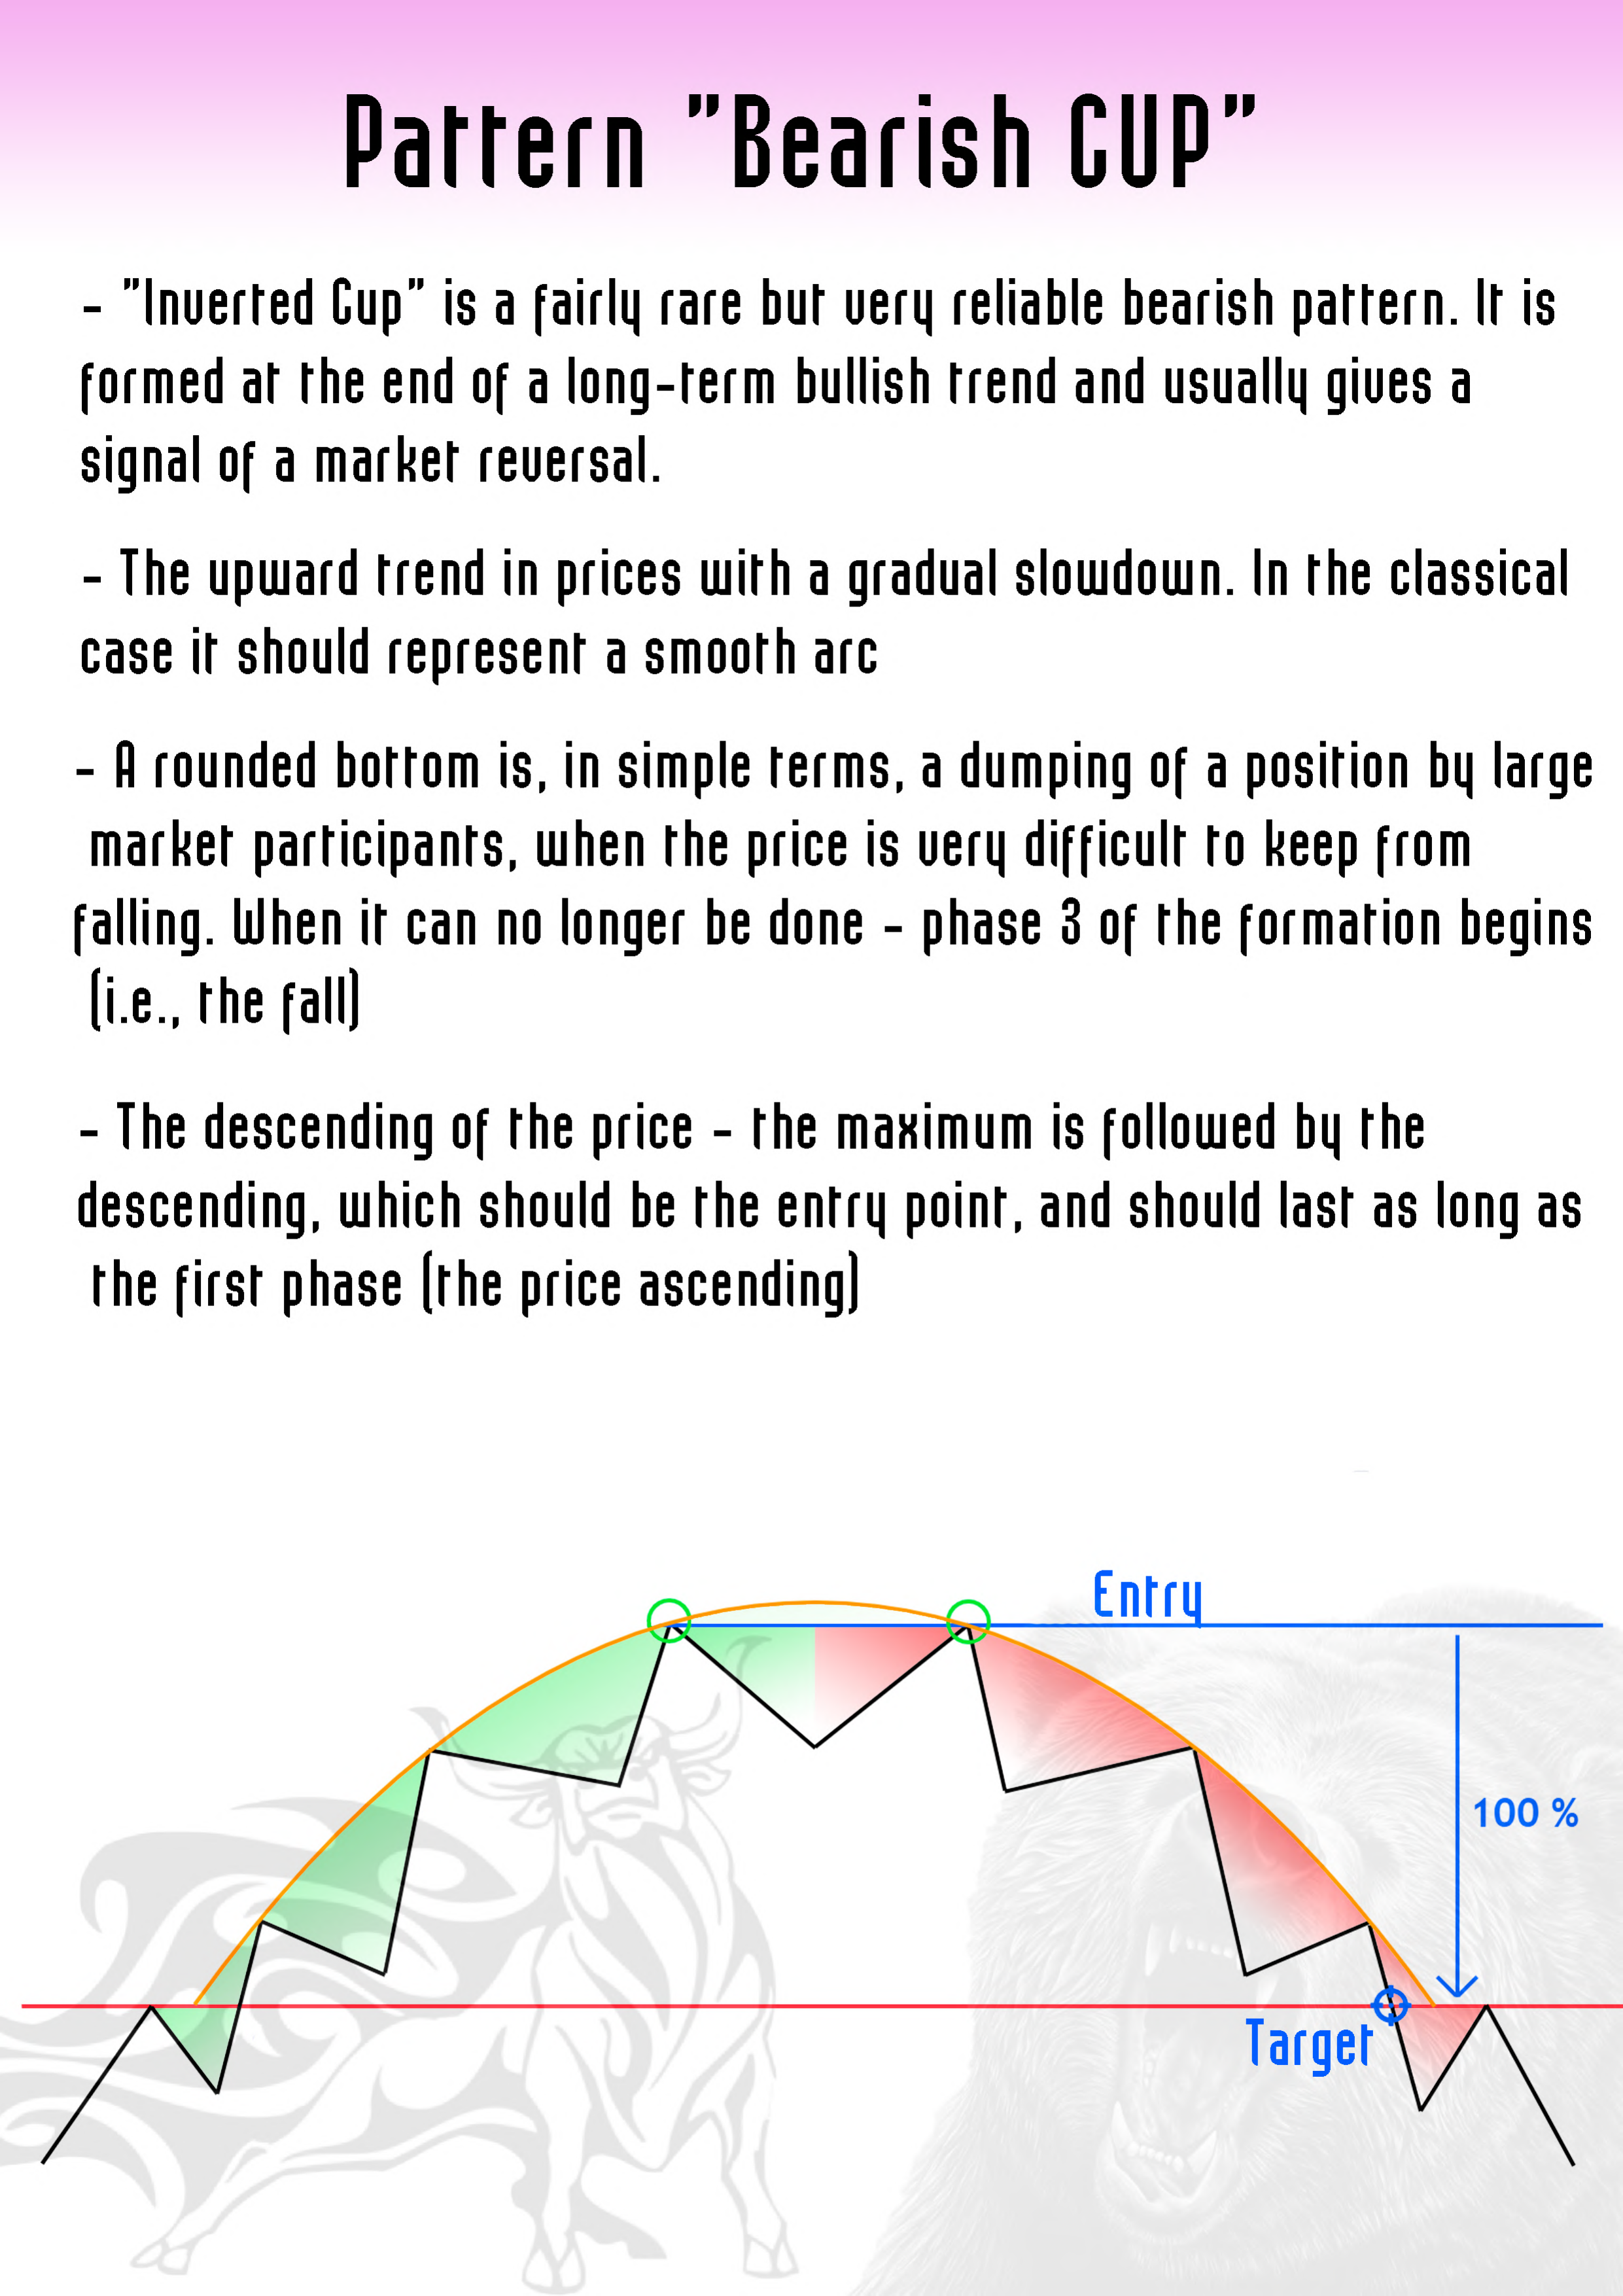 Pattern "Bearish CUP"
- "Inverted Cup" is a fairly rare but very reliable bearish pattern. It is
formed at the end of a long-term bullish trend and usually gives a
signal of a market reversal.
- The upward trend in prices with a gradual slowdown. In the classical
case it should represent a smooth arc
- A rounded bottom is, in simple terms, a dumping of a position by large
market participants, when the price is very difficult to keep from
falling. When it can no longer be done - phase 3 of the formation begins
(i.e., the fall)
- The descending of the price - the maximum is followed by the
descending, which should be the entry point, and should last as long as
the first phase (the price ascending)
Entry
100 %
Target